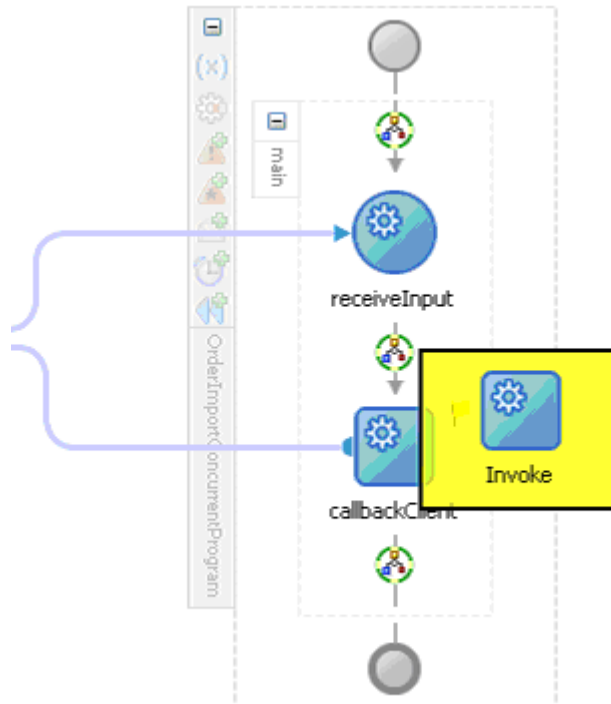 (x)
main
receiveInput
OrderImportConcurrentProgram
Invoke
callbackClient